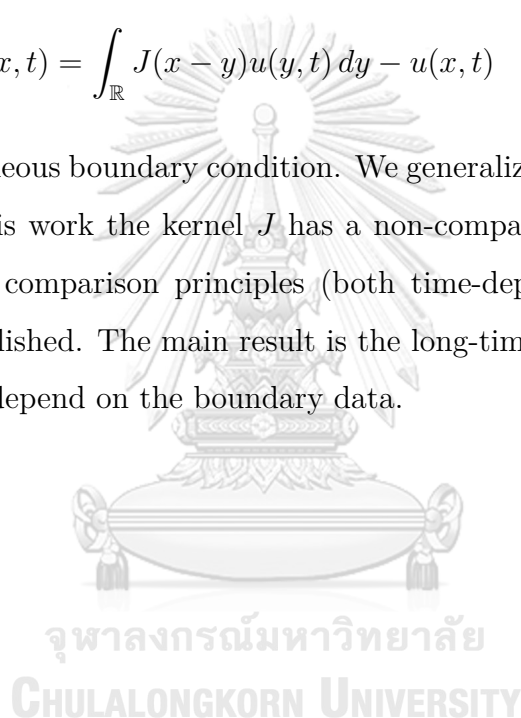 x, t) = ∫_ℝ J(x − y)u(y, t) dy − u(x, t)
neous boundary condition. We generaliz
is work the kernel J has a non-compa
comparison principles (both time-dep
lished. The main result is the long-tim
depend on the boundary data.
จุฬาลงกรณ์มหาวิทยาลัย
CHULALONGKORN UNIVERSITY